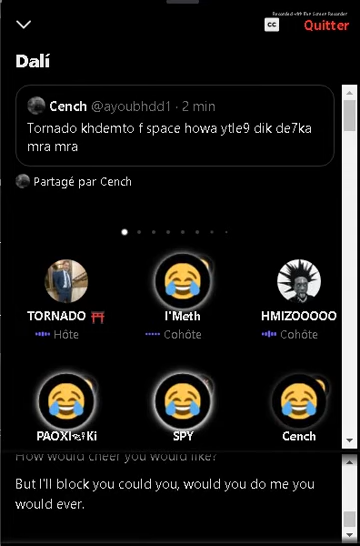 Recorded with The Screen Recorder
CC Quitter
Dalí
Cench @ayoubhdd1 · 2 min
Tornado khdemto f space howa ytle9 dik de7ka
mra mra
Partagé par Cench
TORNADO ⛩️ I'Meth HMIZOOOOO
Hôte Cohôte Cohôte
SPY Cench
How would cheer you would like?
But I'll block you could you, would you do me you
would ever.